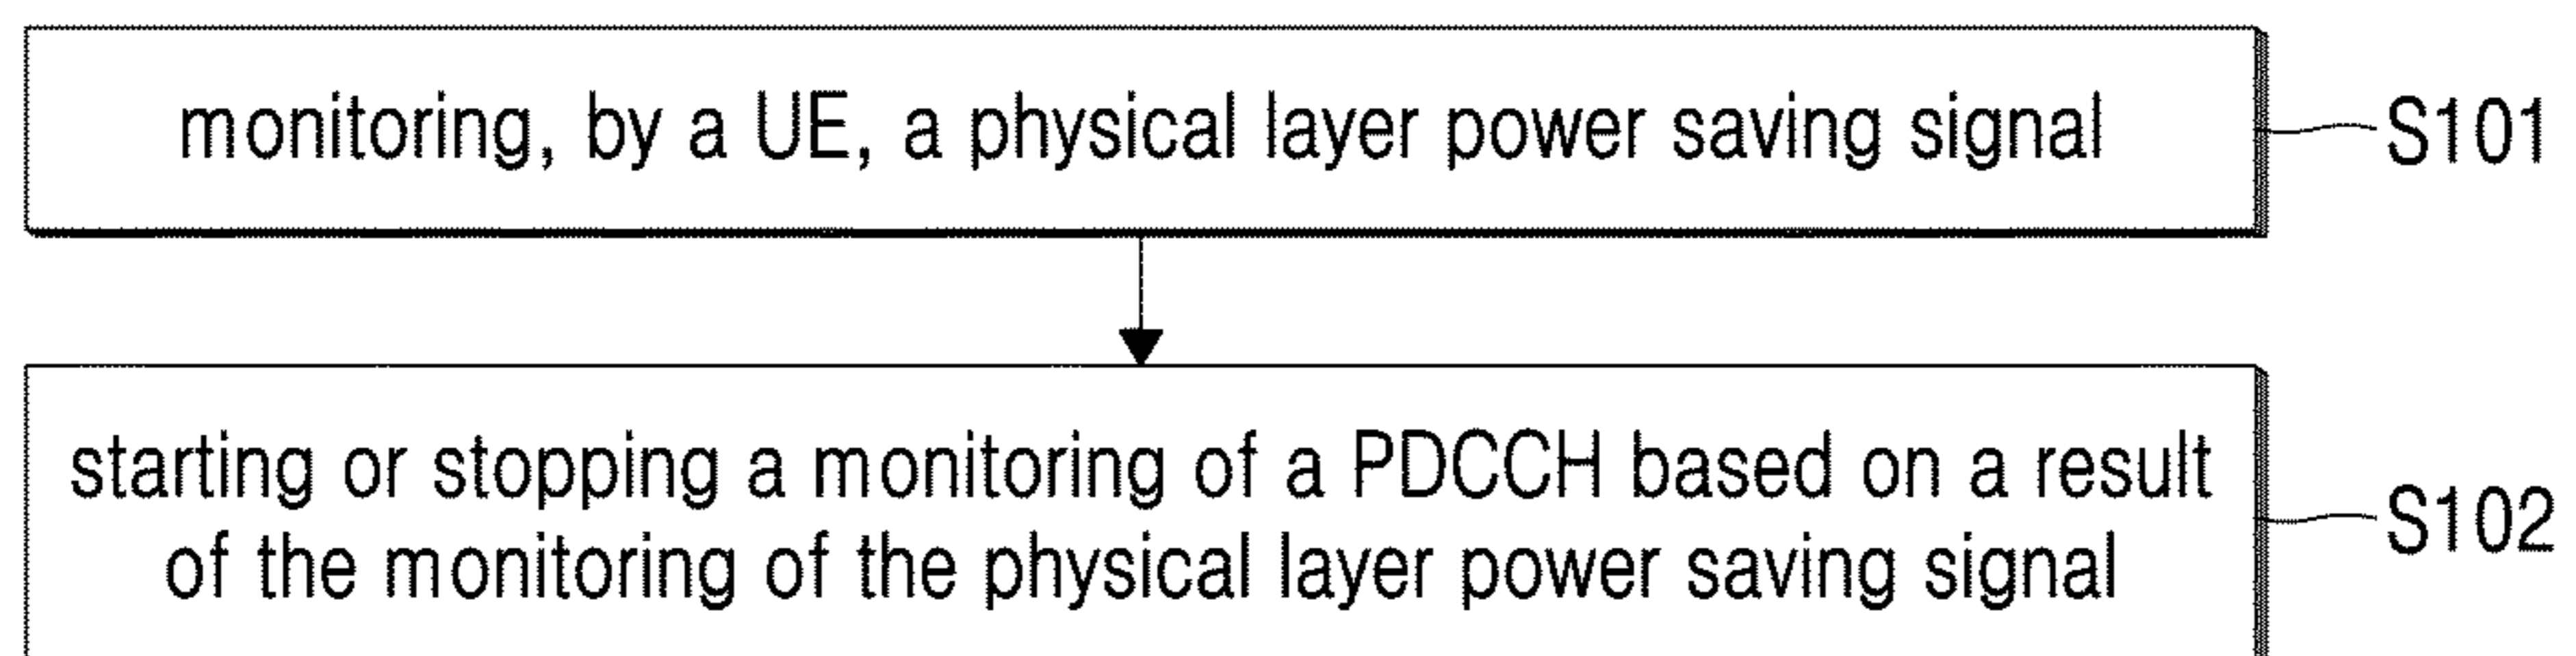 monitoring, by a UE, a physical layer power saving signal
S101
starting or stopping a monitoring of a PDCCH based on a result
of the monitoring of the physical layer power saving signal
S102